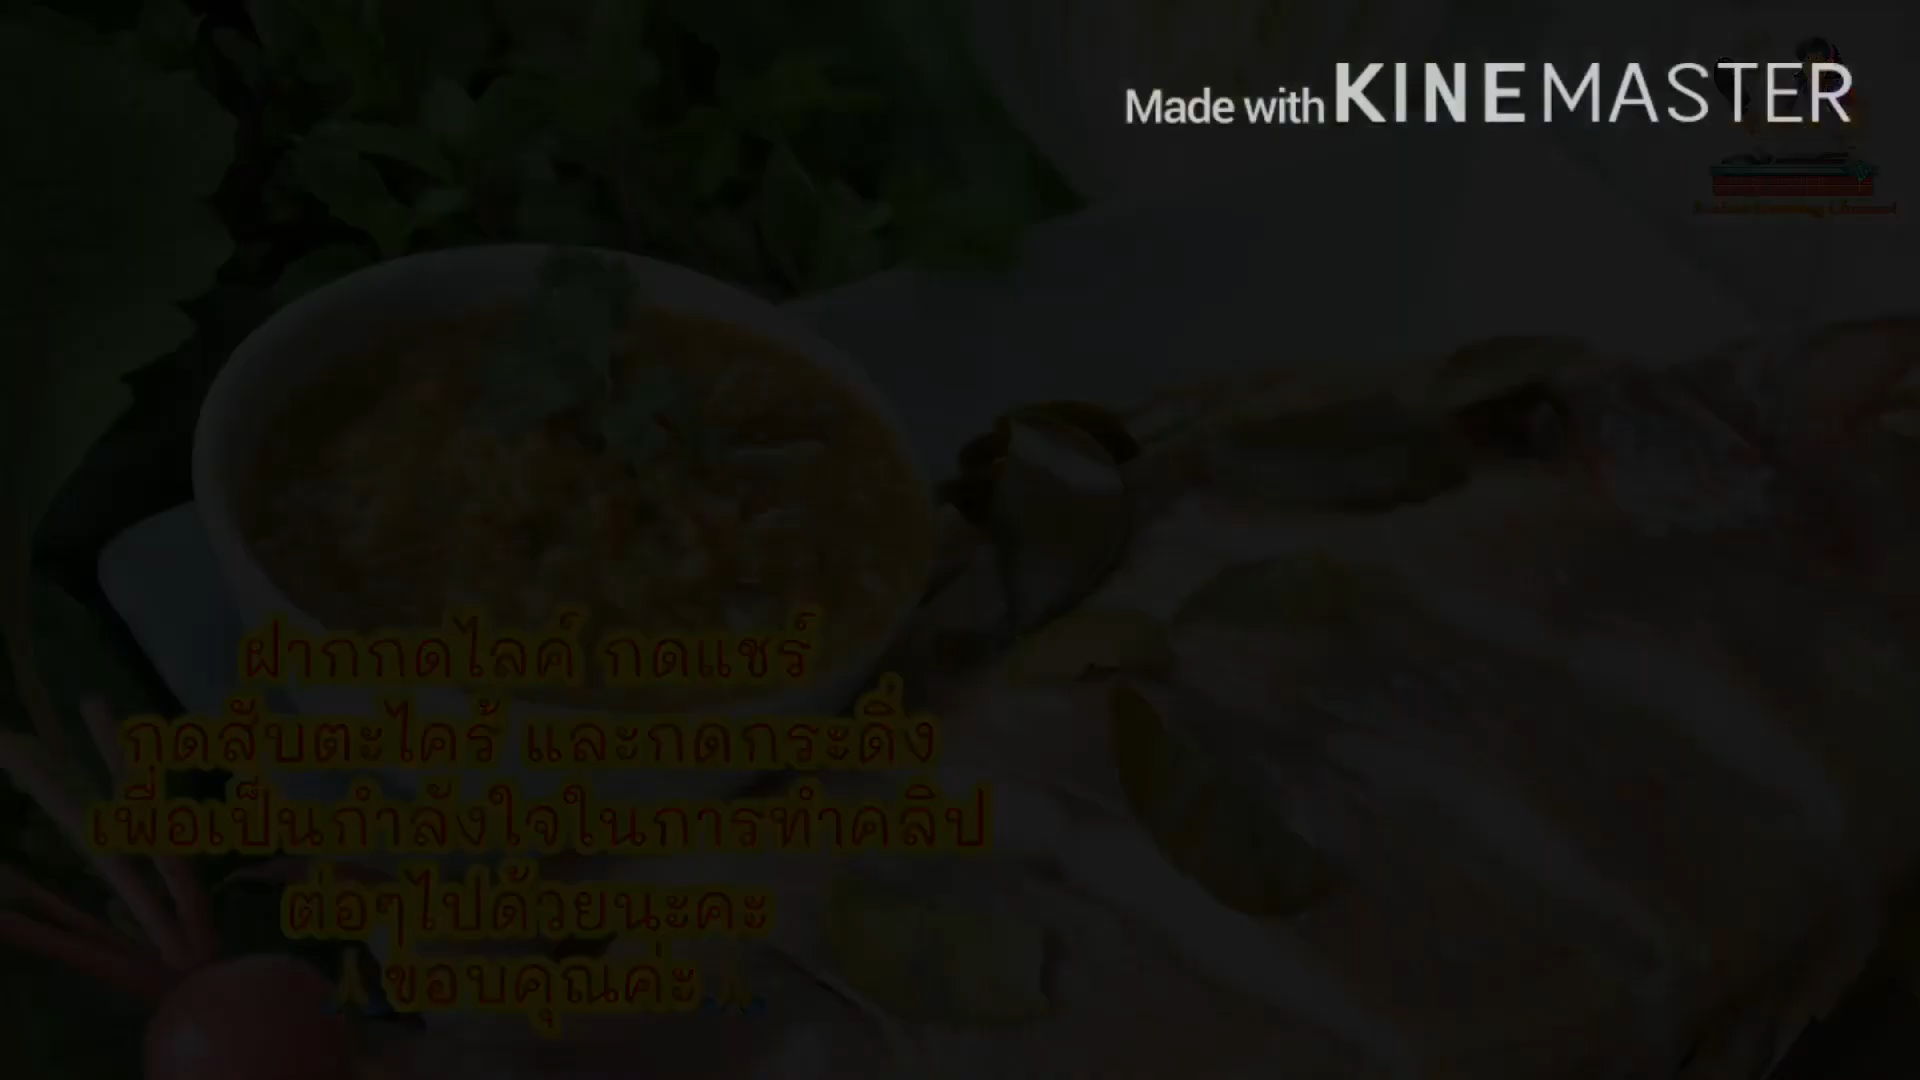 Made with KINEMASTER
ฝากกดไลค์ กดแชร์
กดสับตะไคร้ และกดกระดิ่ง
เพื่อเป็นกำลังใจในการทำคลิป
ต่อๆไปด้วยนะคะ
🙏ขอบคุณค่ะ🙏